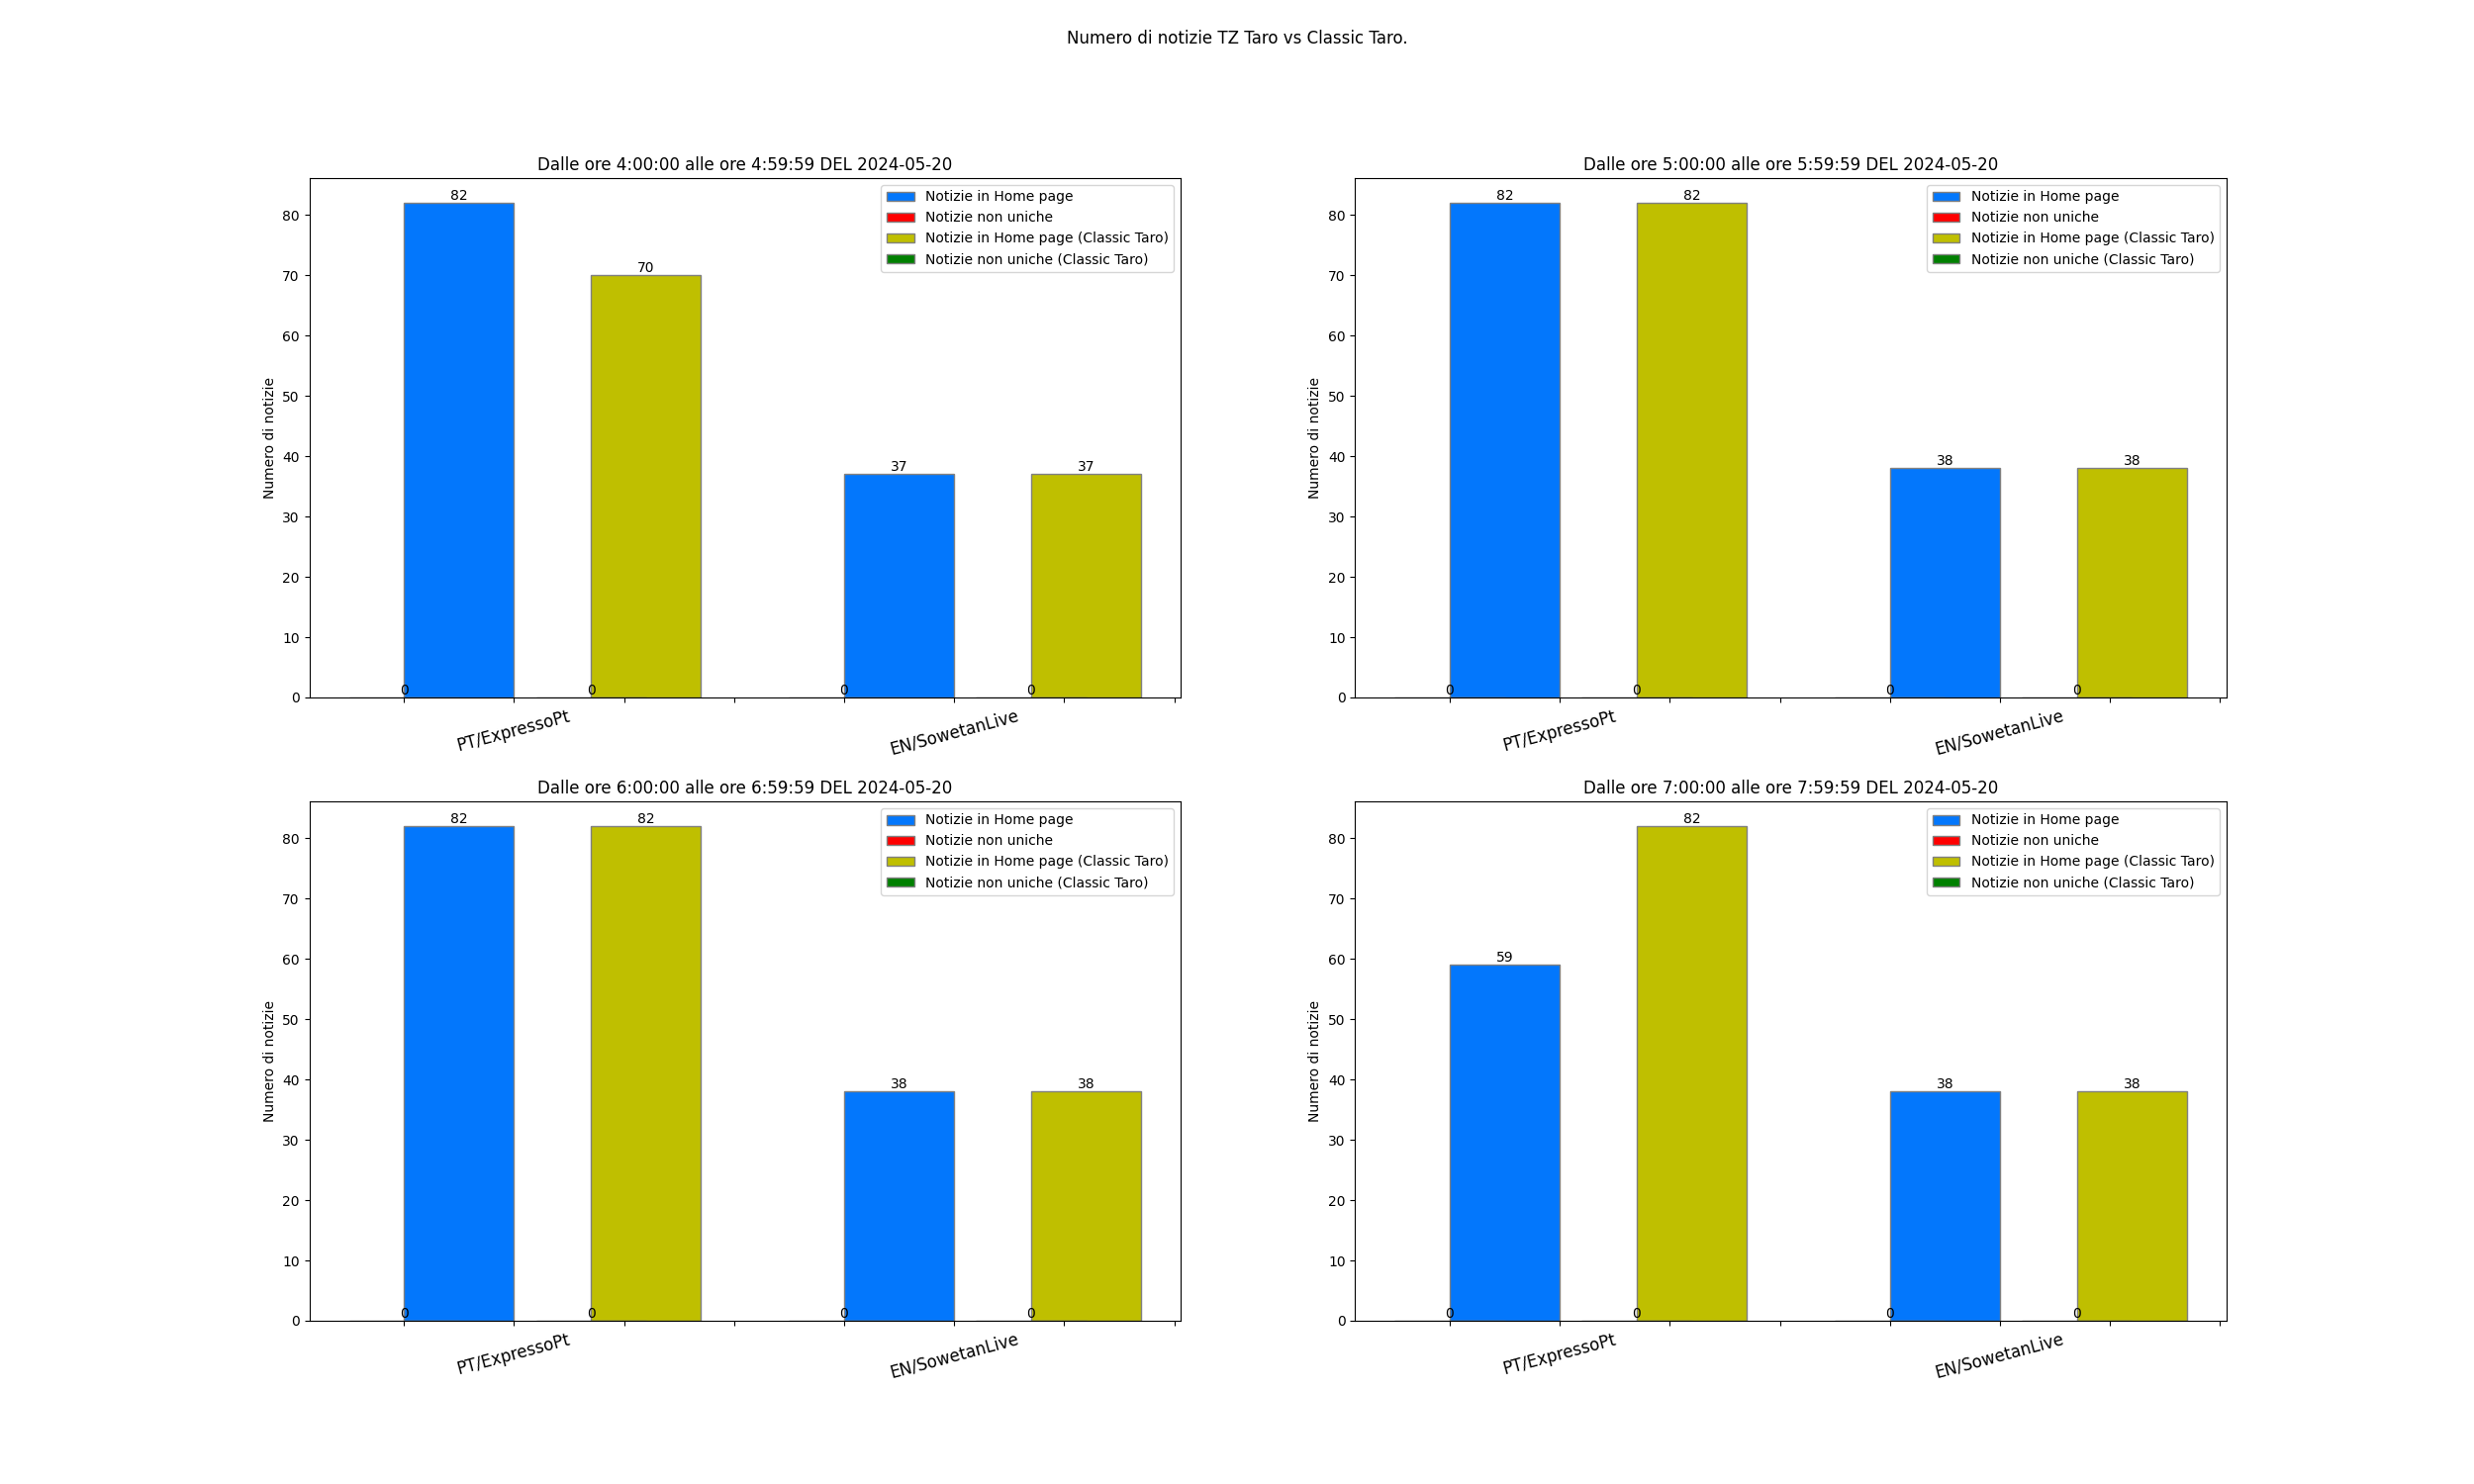 Numero di notizie TZ Taro vs Classic Taro.
Dalle ore 4:00:00 alle ore 4:59:59 DEL 2024-05-20
Numero di notizie
80
70
60
50
40
30
20
10
0
82
70
37
37
0
0
0
0
Notizie in Home page
Notizie non uniche
Notizie in Home page (Classic Taro)
Notizie non uniche (Classic Taro)
PT/ExpressoPt
EN/SowetanLive
Dalle ore 5:00:00 alle ore 5:59:59 DEL 2024-05-20
Numero di notizie
80
70
60
50
40
30
20
10
0
82
82
38
38
0
0
0
0
Notizie in Home page
Notizie non uniche
Notizie in Home page (Classic Taro)
Notizie non uniche (Classic Taro)
PT/ExpressoPt
EN/SowetanLive
Dalle ore 6:00:00 alle ore 6:59:59 DEL 2024-05-20
Numero di notizie
80
70
60
50
40
30
20
10
0
82
82
38
38
0
0
0
0
Notizie in Home page
Notizie non uniche
Notizie in Home page (Classic Taro)
Notizie non uniche (Classic Taro)
PT/ExpressoPt
EN/SowetanLive
Dalle ore 7:00:00 alle ore 7:59:59 DEL 2024-05-20
Numero di notizie
80
70
60
50
40
30
20
10
0
59
82
38
38
0
0
0
0
Notizie in Home page
Notizie non uniche
Notizie in Home page (Classic Taro)
Notizie non uniche (Classic Taro)
PT/ExpressoPt
EN/SowetanLive